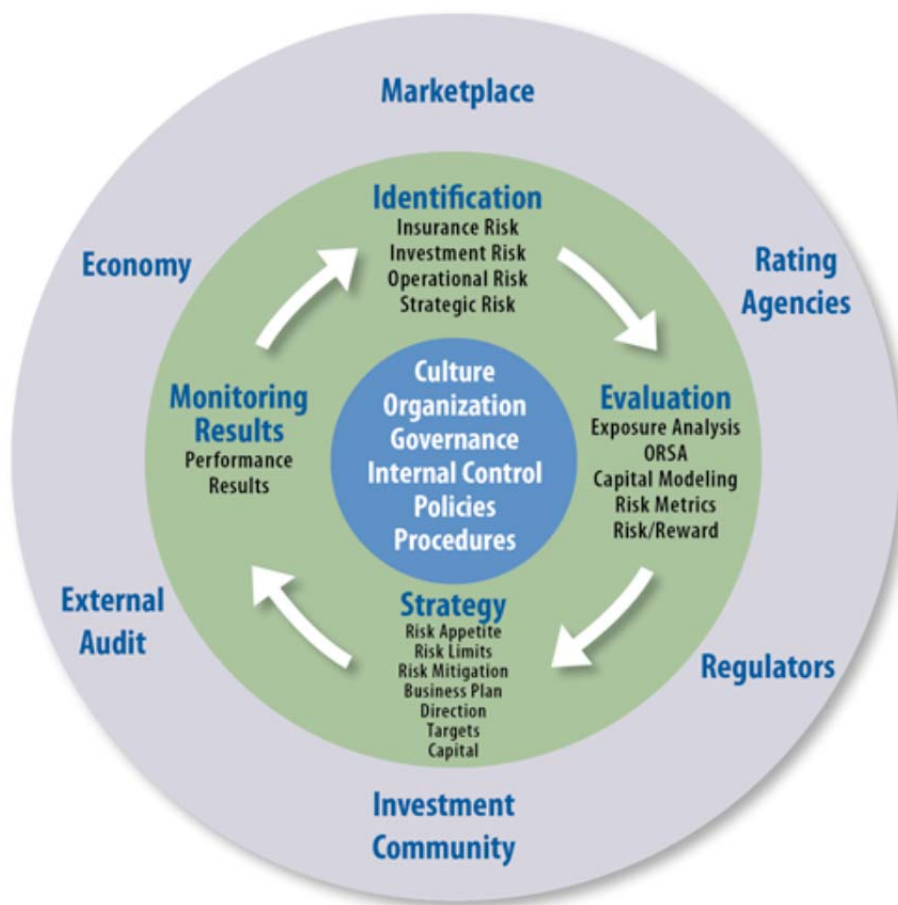 Marketplace
Identification
Insurance Risk
Investment Risk
Operational Risk
Strategic Risk
Economy
Rating
Agencies
Culture
Organization
Governance
Internal Control
Policies
Procedures
Monitoring
Results
Performance
Results
Evaluation
Exposure Analysis
ORSA
Capital Modeling
Risk Metrics
Risk/Reward
Strategy
Risk Appetite
Risk Limits
Risk Mitigation
Business Plan
Direction
Targets
Capital
External
Audit
Regulators
Investment
Community